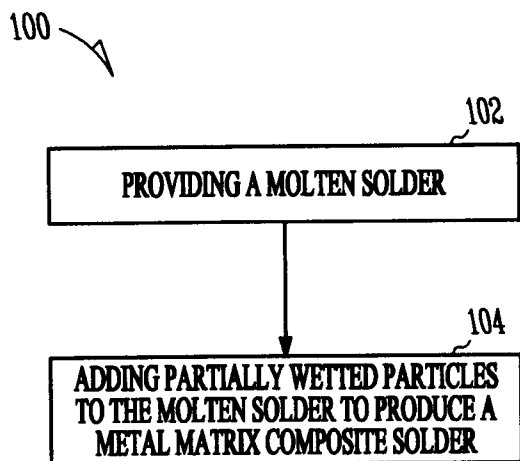 100
102
PROVIDING A MOLTEN SOLDER
104
ADDING PARTIALLY WETTED PARTICLES
TO THE MOLTEN SOLDER TO PRODUCE A
METAL MATRIX COMPOSITE SOLDER